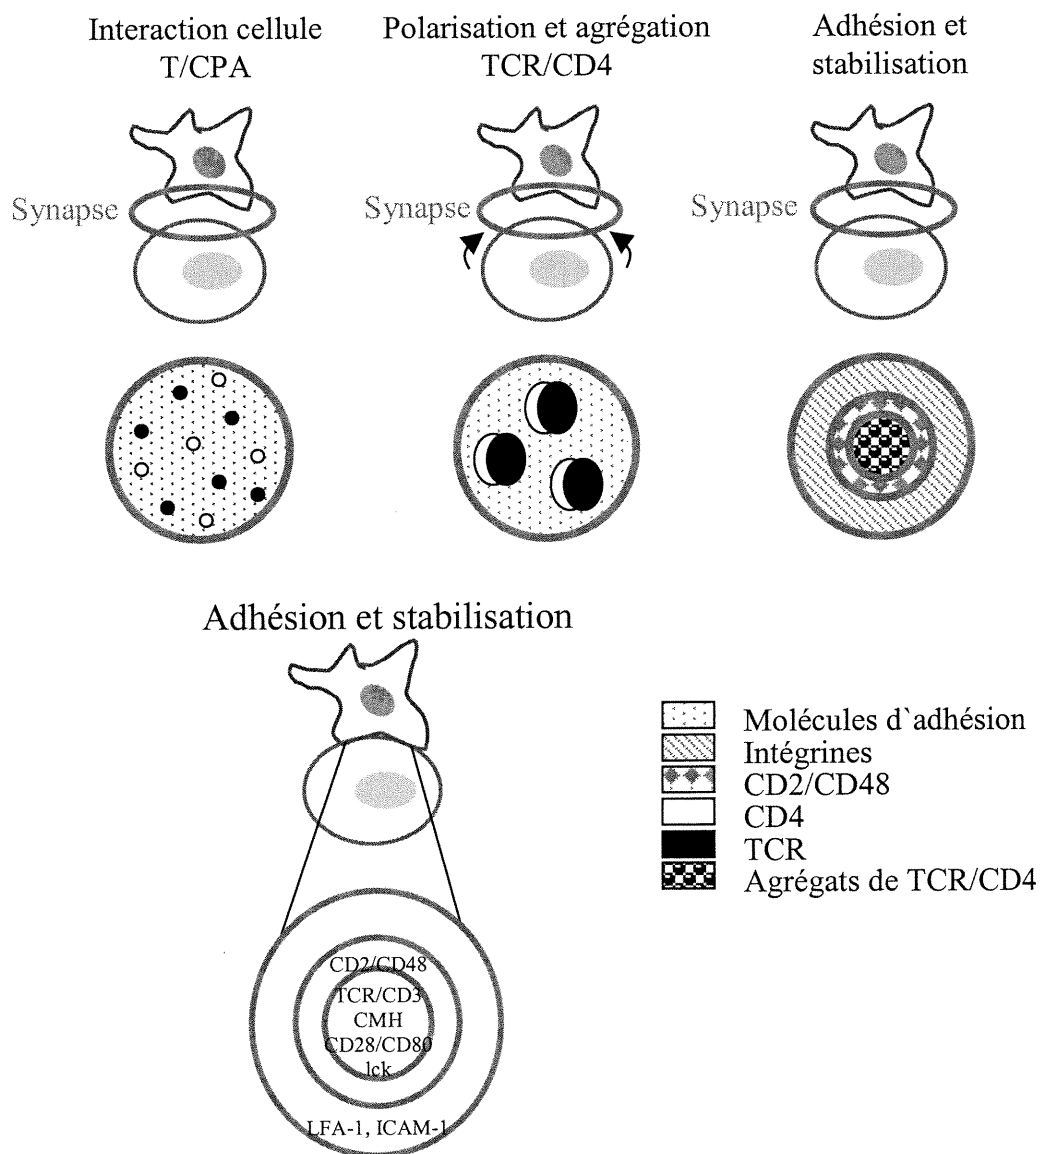 Interaction cellule
T/CPA
Polarisation et agrégation
TCR/CD4
Adhésion et
stabilisation
Synapse
Synapse
Synapse
Adhésion et stabilisation
Molécules d`adhésion
Intégrines
CD2/CD48
CD4
TCR
Agrégats de TCR/CD4
CD2/CD48
TCR/CD3
CMH
CD28/CD80
lck
LFA-1, ICAM-1